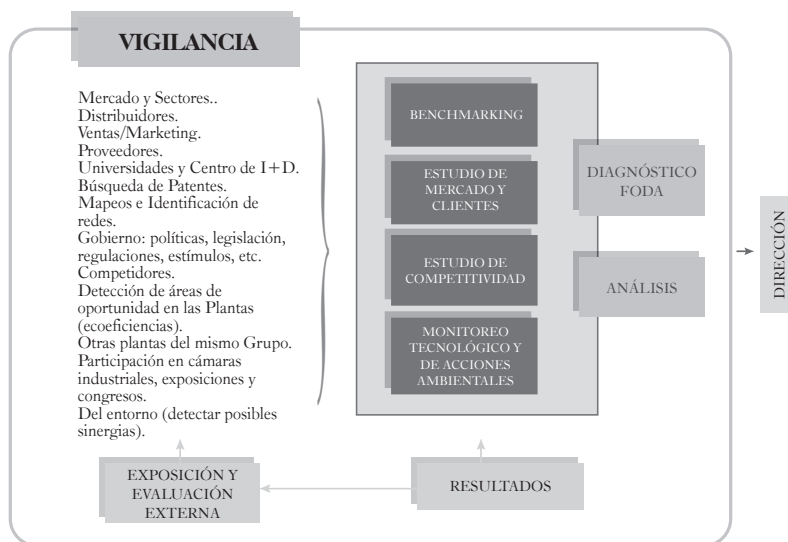 VIGILANCIA
Mercado y Sectores..
Distribuidores.
Ventas/Marketing.
Proveedores.
Universidades y Centro de I+D.
Búsqueda de Patentes.
Mapeos e Identificación de
redes.
Gobierno: políticas, legislación,
regulaciones, estímulos, etc.
Competidores.
Detección de áreas de
oportunidad en las Plantas
(ecoeficiencias).
Otras plantas del mismo Grupo.
Participación en cámaras
industriales, exposiciones y
congresos.
Del entorno (detectar posibles
sinergias).
BENCHMARKING
ESTUDIO DE
MERCADO Y
CLIENTES
ESTUDIO DE
COMPETITIVIDAD
MONITOREO
TECNOLÓGICO Y
DE ACCIONES
AMBIENTALES
DIAGNÓSTICO
FODA
ANÁLISIS
DIRECCIÓN
EXPOSICIÓN Y
EVALUACIÓN
EXTERNA
RESULTADOS